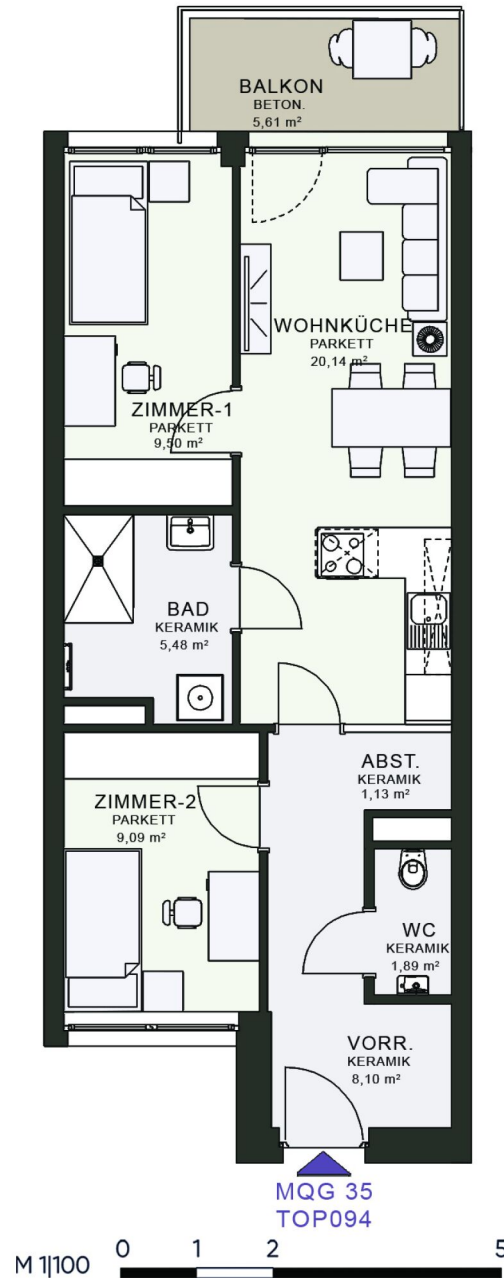 BALKON
BETON.
5,61 m²
WOHNKÜCHE
PARKETT
20,14 m²
ZIMMER-1
PARKETT
9,50 m²
BAD
KERAMIK
5,48 m²
ABST.
KERAMIK
1,13 m²
ZIMMER-2
PARKETT
9,09 m²
WC
KERAMIK
1,89 m²
VORR.
KERAMIK
8,10 m²
MQG 35
TOP094
M 1|100 0 1 2 5